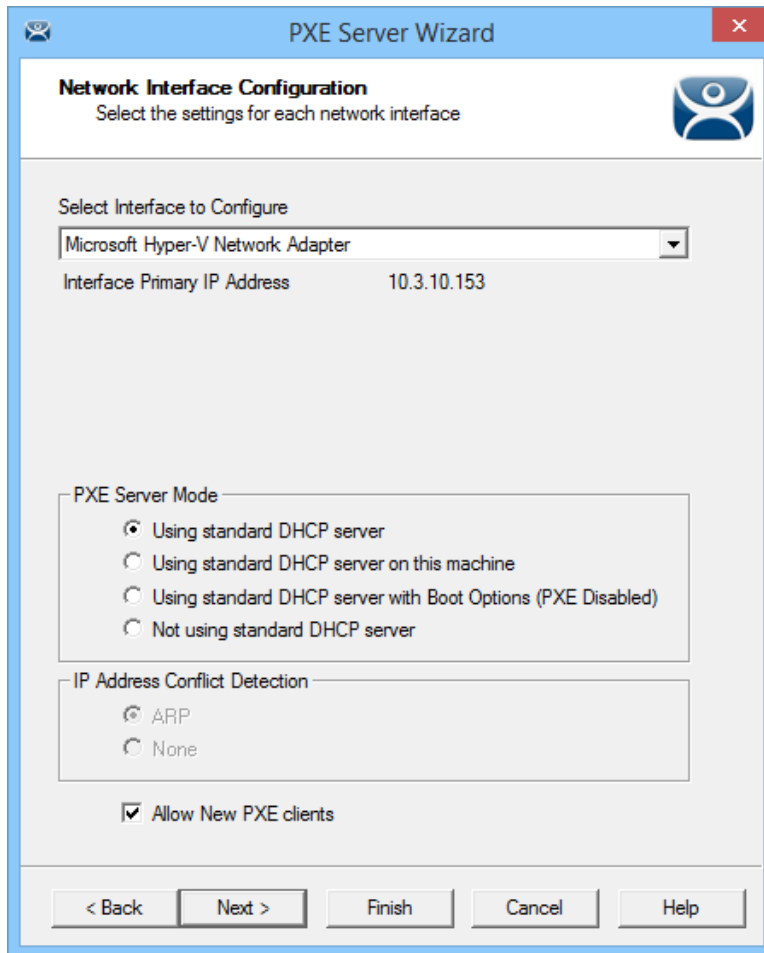 PXE Server Wizard
Network Interface Configuration
Select the settings for each network interface
Select Interface to Configure
Microsoft Hyper-V Network Adapter
Interface Primary IP Address 10.3.10.153
PXE Server Mode
Using standard DHCP server
Using standard DHCP server on this machine
Using standard DHCP server with Boot Options (PXE Disabled)
Not using standard DHCP server
IP Address Conflict Detection
ARP
None
Allow New PXE clients
< Back Next > Finish Cancel Help